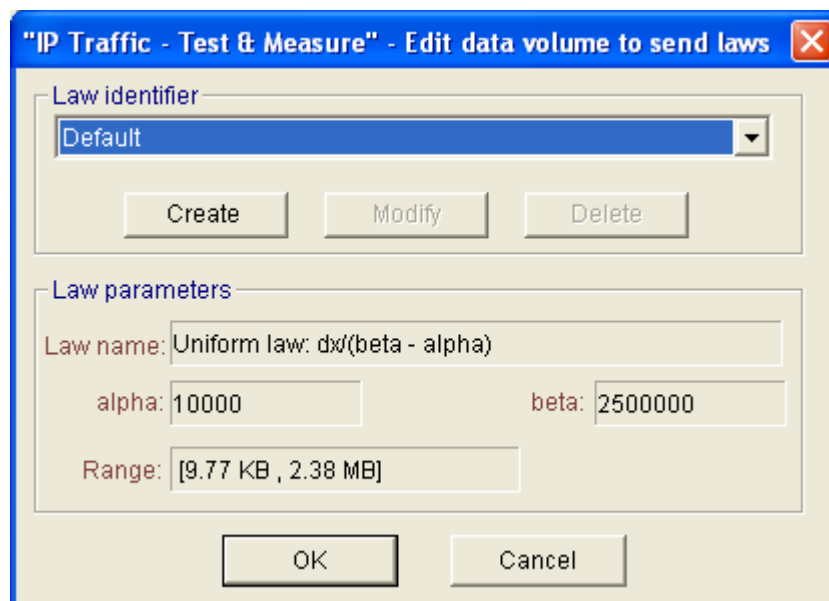 "IP Traffic - Test & Measure" - Edit data volume to send laws
Law identifier
Default
Create Modify Delete
Law parameters
Law name: Uniform law: dx/(beta - alpha)
alpha: 10000 beta: 2500000
Range: [9.77 KB , 2.38 MB]
OK Cancel